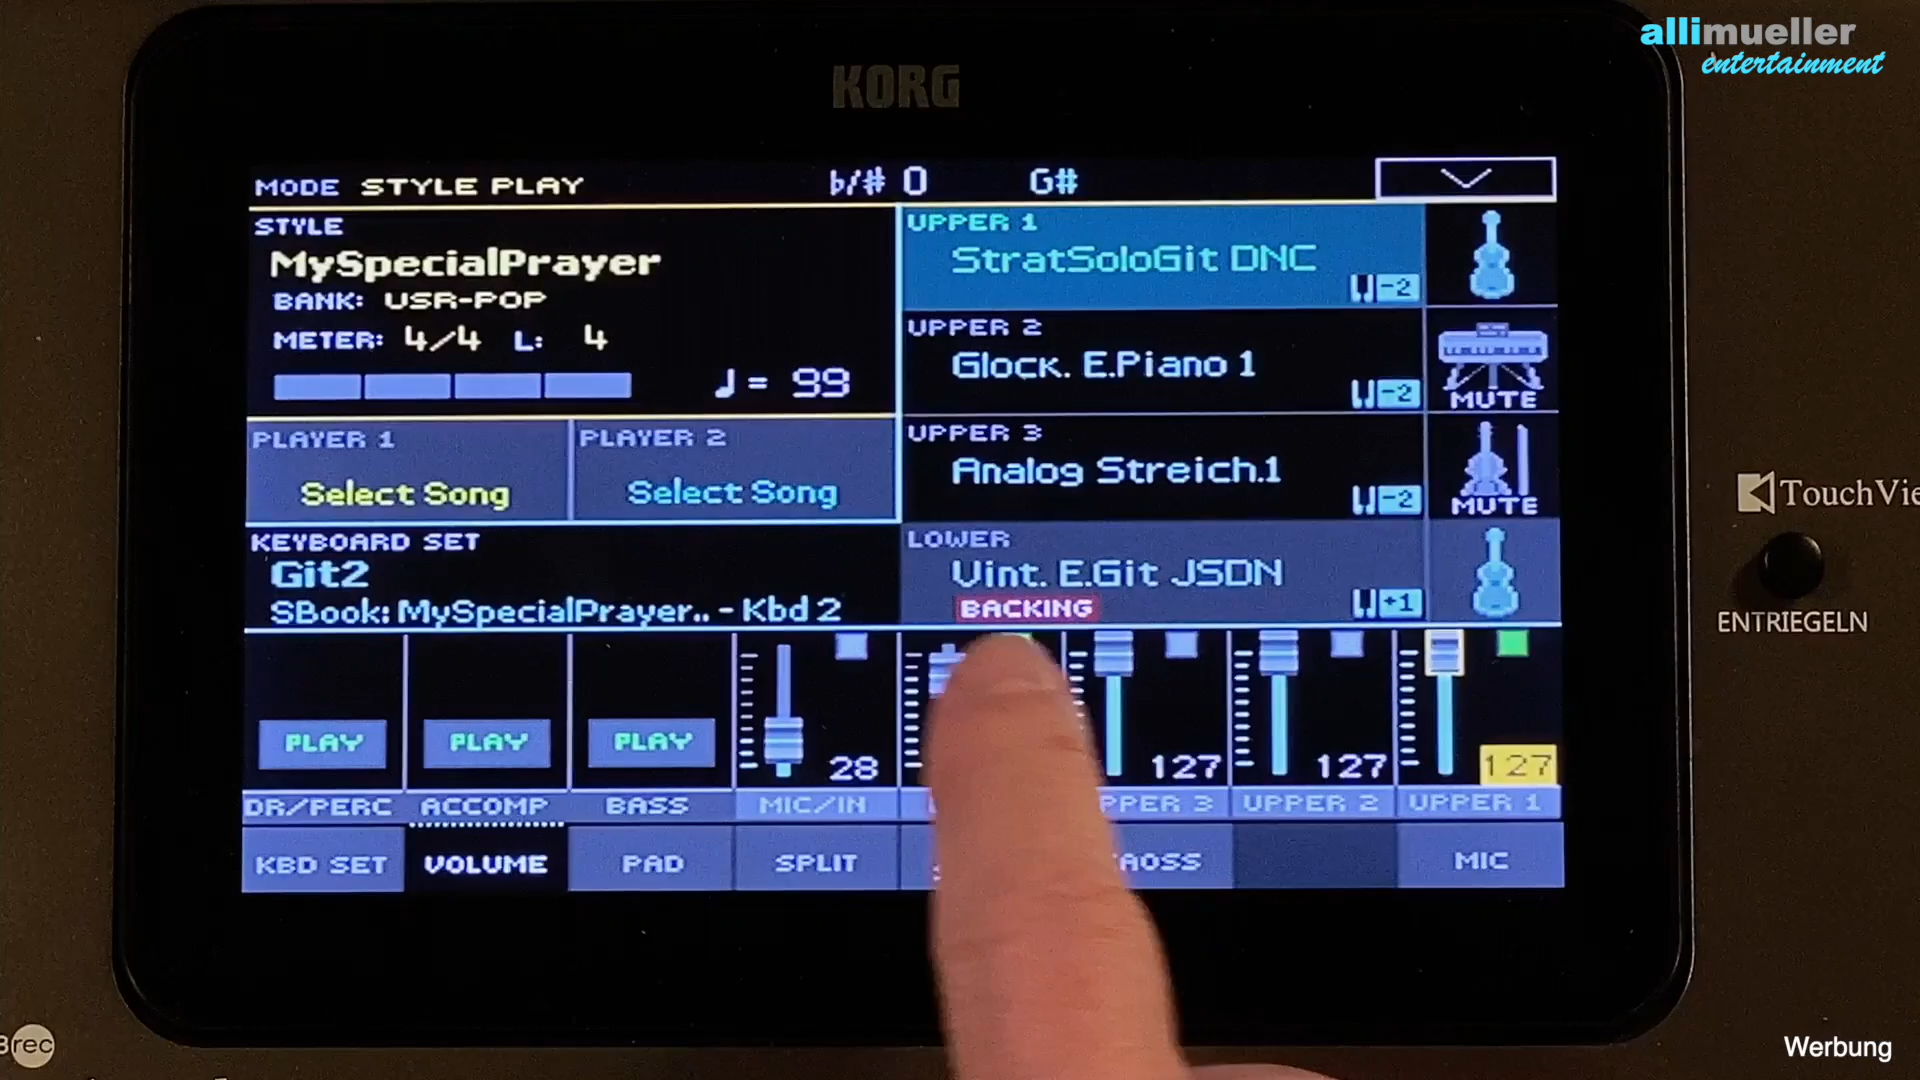 allimueller
entertainment
KORG
MODE STYLE PLAY
b/# 0 G#
STYLE
MySpecialPrayer
BANK: USR-POP
METER: 4/4 L: 4
= 99
UPPER 1
StratSoloGit DNC
-2
UPPER 2
Glock. E.Piano 1
-2
MUTE
PLAYER 1
Select Song
PLAYER 2
Select Song
UPPER 3
Analog Streich.1
-2
MUTE
KEYBOARD SET
Git2
SBook: MySpecialPrayer.. - Kbd 2
LOWER
Vint. E.Git JSDN
BACKING
+1
PLAY PLAY PLAY 28 127 127 127
DR/PERC ACCOMP BASS MIC/IN PPER 3 UPPER 2 UPPER 1
KBD SET VOLUME PAD SPLIT AOSS MIC
TouchVie
ENTRIEGELN
rec
Werbung